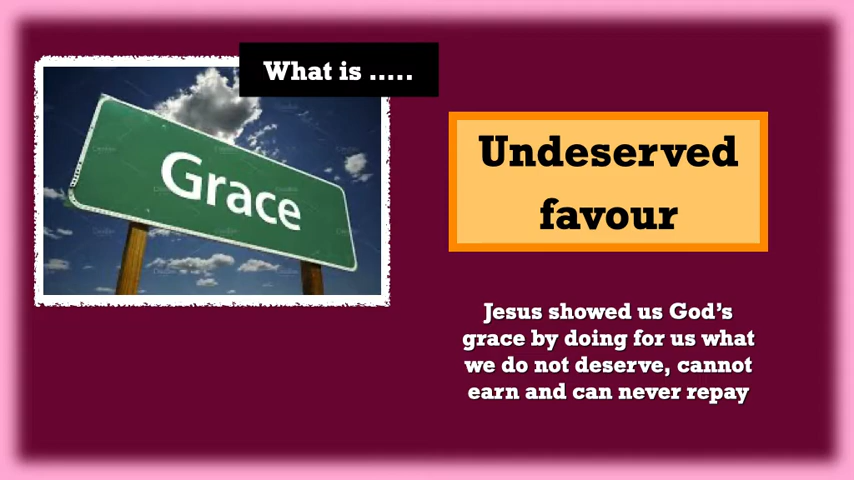 What is .....
Grace
Undeserved
favour
Jesus showed us God's
grace by doing for us what
we do not deserve, cannot
earn and can never repay